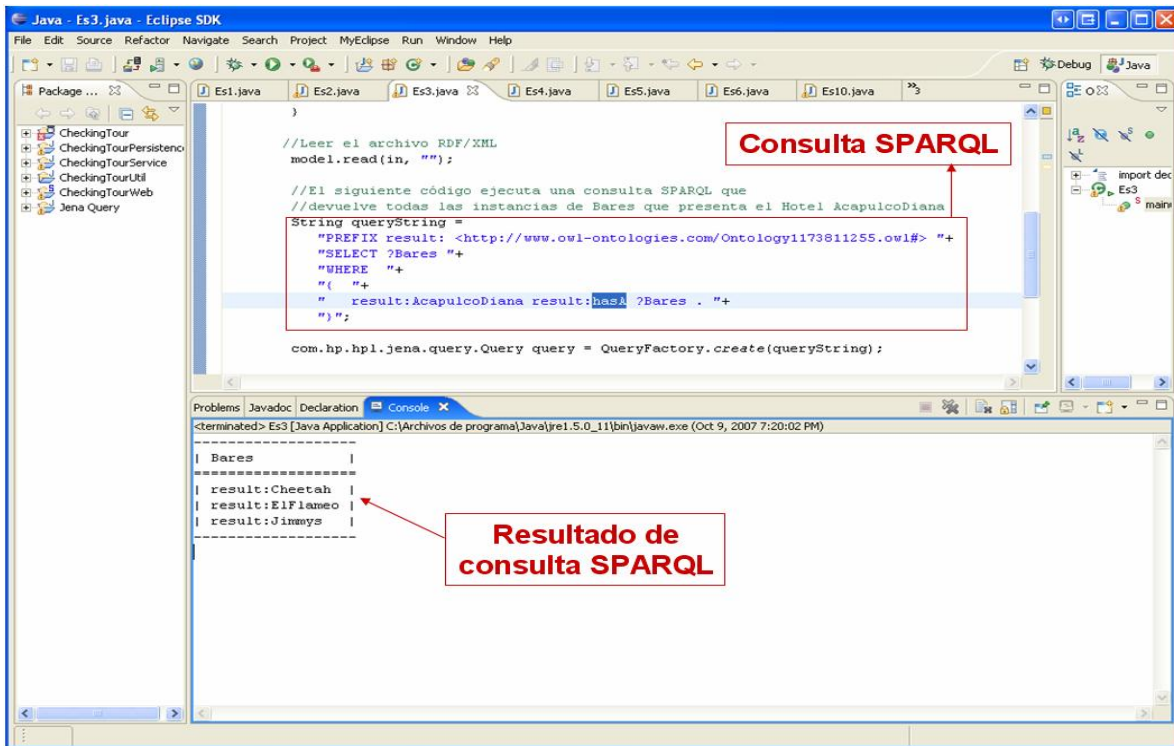 Java - Es3.java - Eclipse SDK
File Edit Source Refactor Navigate Search Project MyEclipse Run Window Help
Debug Java
Package ...
Es1.java Es2.java Es3.java Es4.java Es5.java Es6.java Es10.java »3
CheckingTour
CheckingTourPersistenc
CheckingTourService
CheckingTourUtil
CheckingTourWeb
Jena Query
}
//Leer el archivo RDF/XML
model.read(in, "");
//El siguiente código ejecuta una consulta SPARQL que
//devuelve todas las instancias de Bares que presenta el Hotel AcapulcoDiana
String queryString =
"PREFIX result: <http://www.owl-ontologies.com/Ontology1173811255.owl#> "+
"SELECT ?Bares "+
"WHERE "+
"{ "+
" result:AcapulcoDiana result:hasA ?Bares . "+
"}";
com.hp.hpl.jena.query.Query query = QueryFactory.create(queryString);
Consulta SPARQL
import dec
Es3
main
Problems Javadoc Declaration Console
<terminated> Es3 [Java Application] C:\Archivos de programa\Java\jre1.5.0_11\bin\javaw.exe (Oct 9, 2007 7:20:02 PM)
-------------------
| Bares |
===================
| result:Cheetah |
| result:ElFlameo |
| result:Jimmys |
-------------------
Resultado de
consulta SPARQL